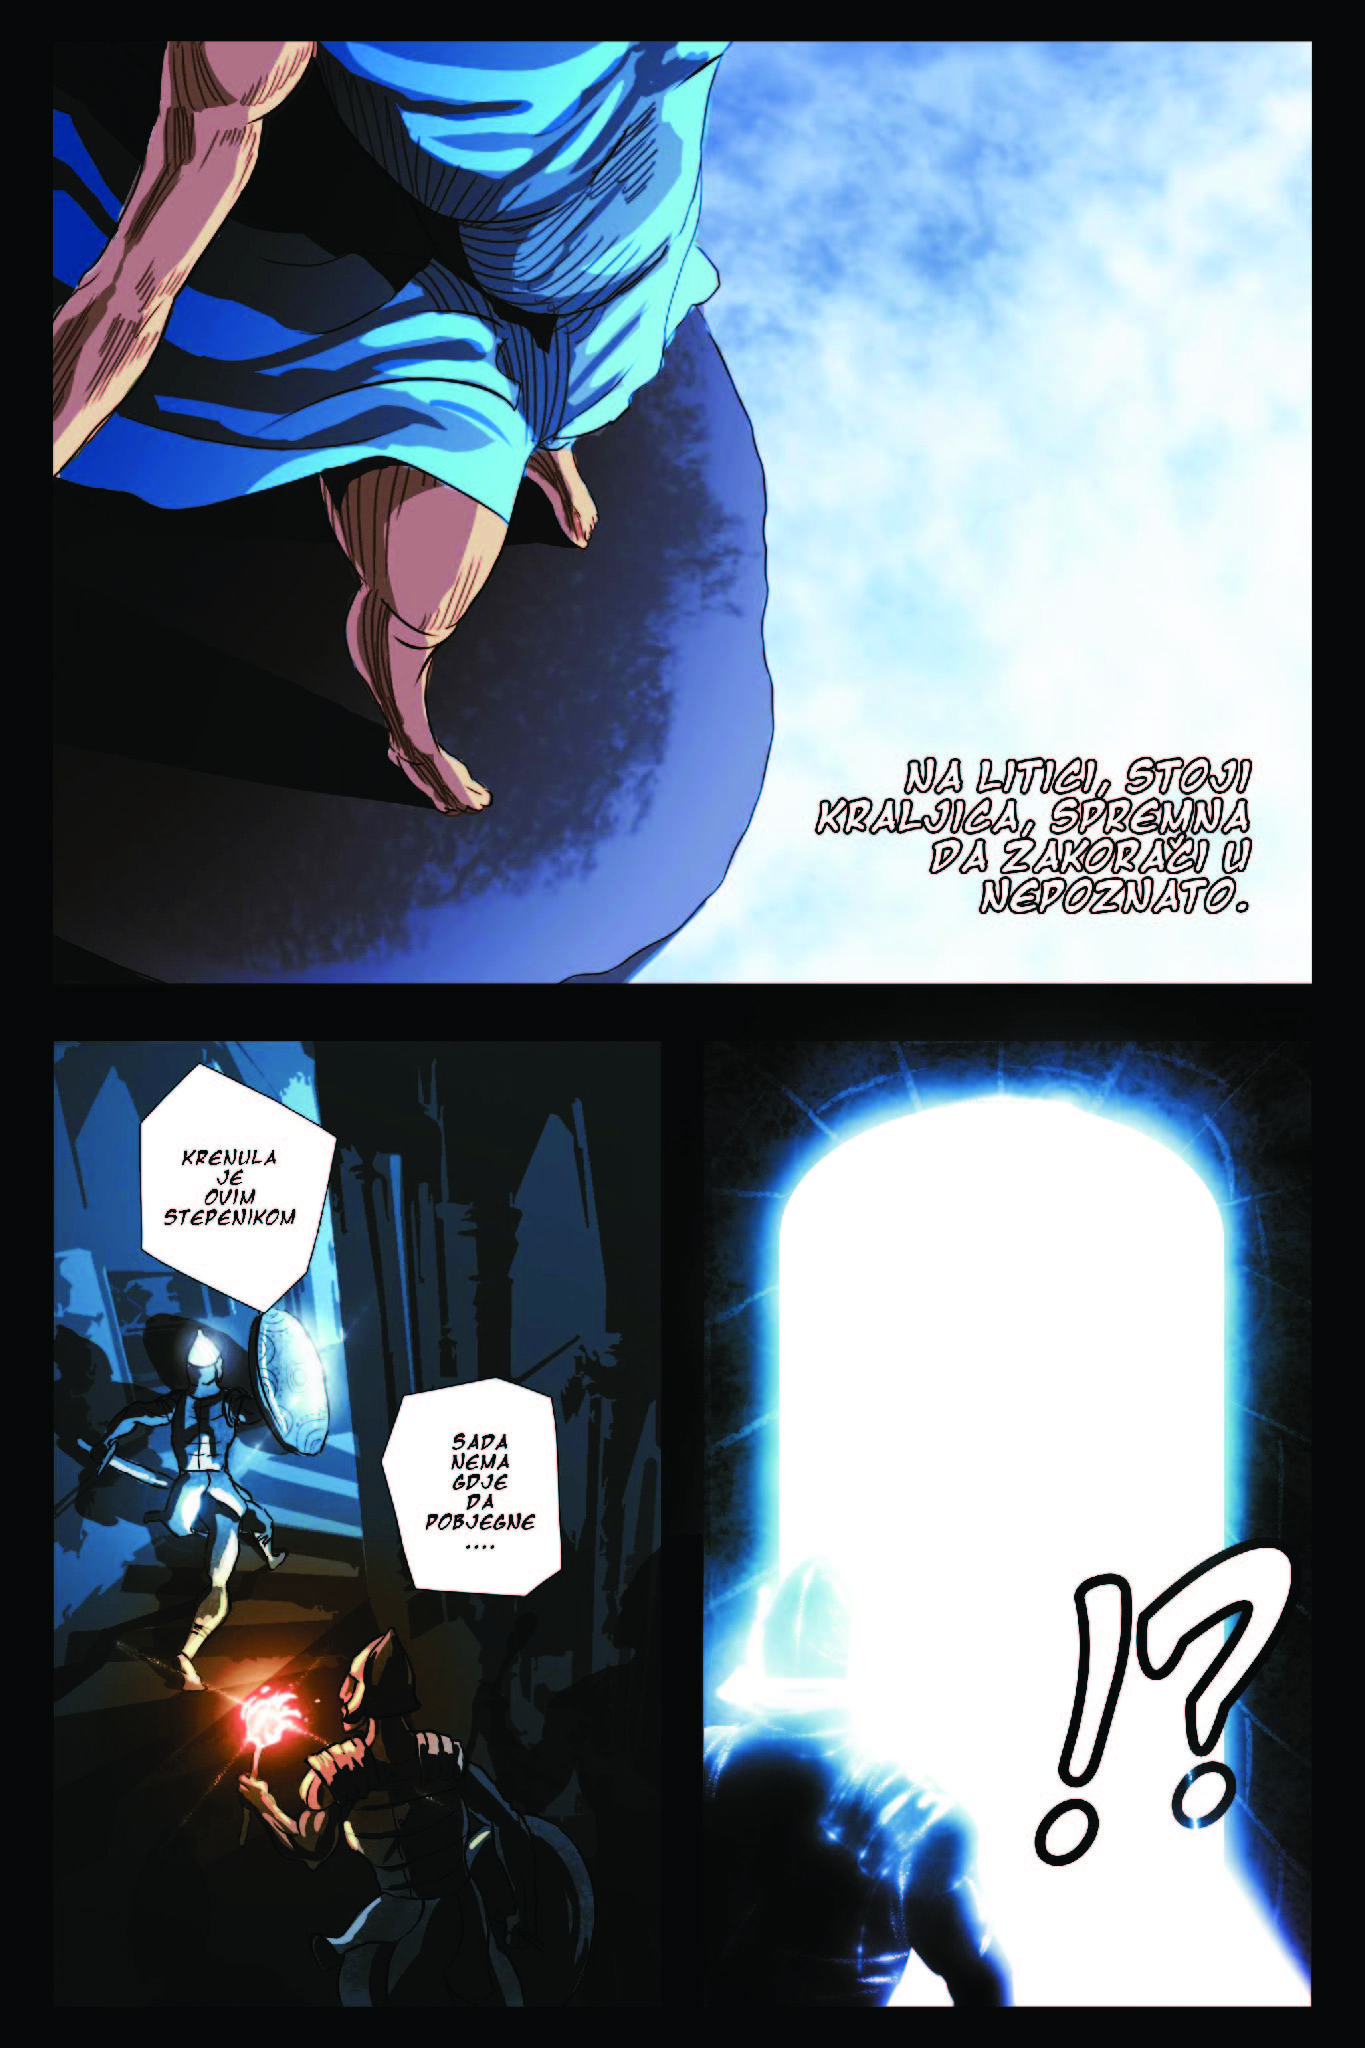 NA LITICI, STOJI
KRALJICA, SPREMNA
DA ZAKORAČI U
NEPOZNATO.
KRENULA
JE
OVIM
STEPENIKOM
SADA
NEMA
GDJE
DA
POBJEGNE
....
!?